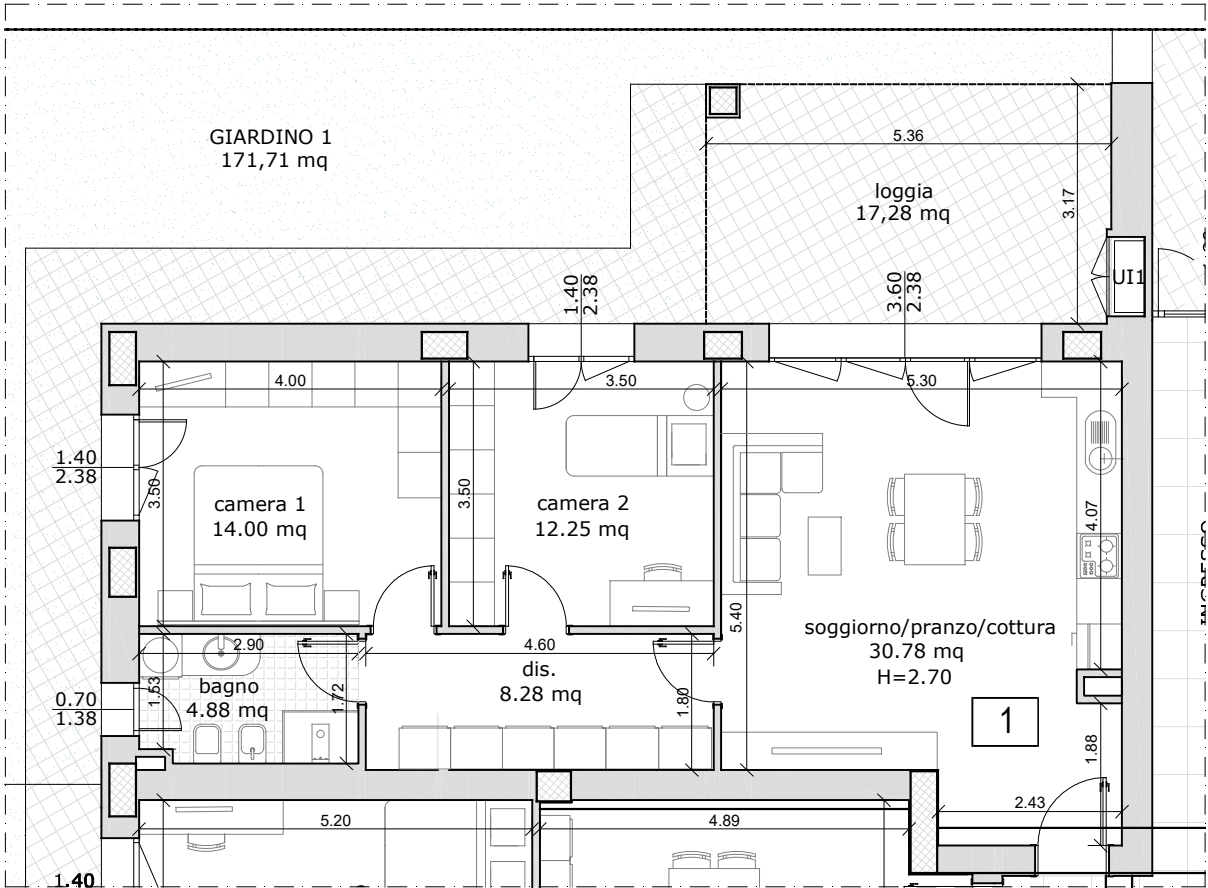 GIARDINO 1
171,71 mq
5.36
loggia
17,28 mq
3.17
UI1
1.40
2.38
3.60
2.38
4.00
3.50
5.30
1.40
2.38
3.50
camera 1
14.00 mq
3.50
camera 2
12.25 mq
4.07
5.40
soggiorno/pranzo/cottura
30.78 mq
H=2.70
INGRESSO
2.90
4.60
dis.
8.28 mq
1.53
bagno
4.88 mq
1.72
1.80
0.70
1.38
1
1.88
2.43
5.20
4.89
1.40